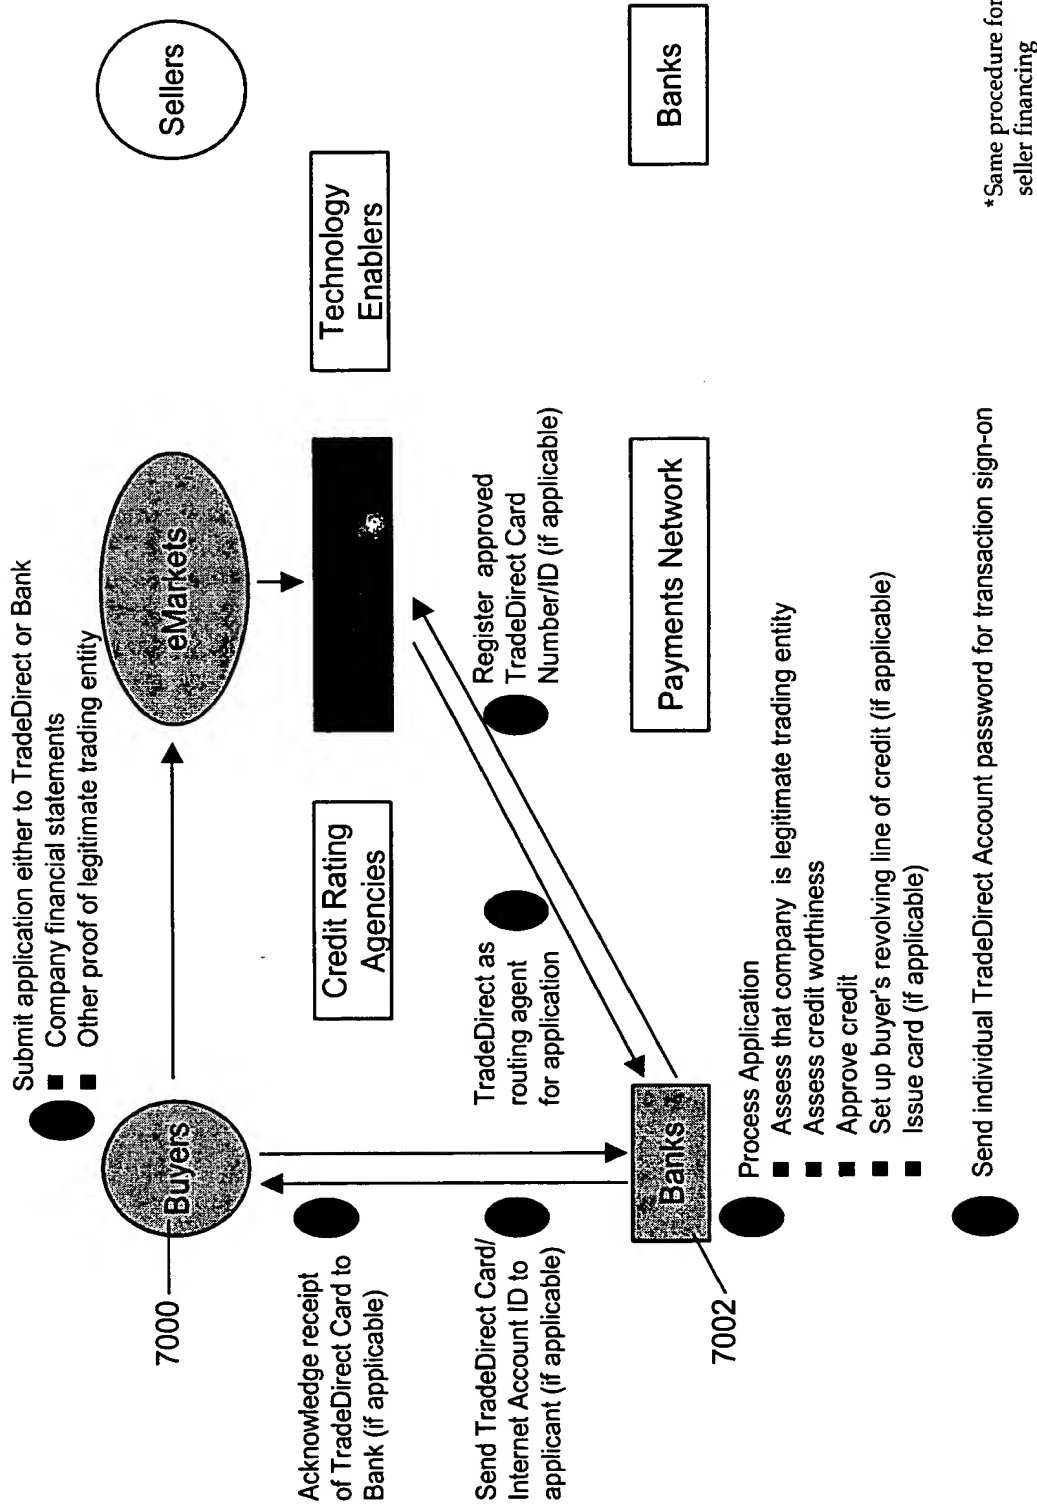 Submit application either to TradeDirect or Bank
■ Company financial statements
■ Other proof of legitimate trading entity
7000
Buyers
eMarkets
Sellers
Acknowledge receipt
of TradeDirect Card to
Bank (if applicable)
Credit Rating
Agencies
Technology
Enablers
Send TradeDirect Card/
Internet Account ID to
applicant (if applicable)
TradeDirect as
routing agent
for application
Register approved
TradeDirect Card
Number/ID (if applicable)
7002
Banks
Payments Network
Banks
Process Application
■ Assess that company is legitimate trading entity
■ Assess credit worthiness
■ Approve credit
■ Set up buyer's revolving line of credit (if applicable)
■ Issue card (if applicable)
Send individual TradeDirect Account password for transaction sign-on
*Same procedure for
seller financing